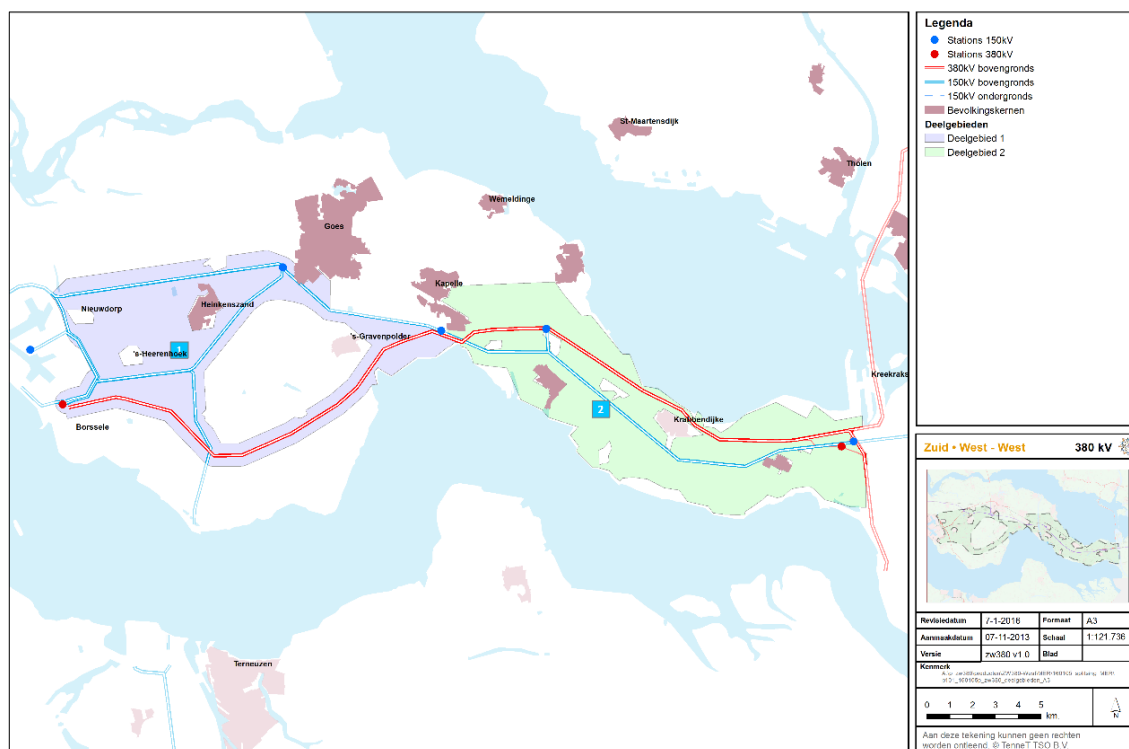 St-Maartensdijk
Tholen
Wemeldinge
Goes
Kapelle
Nieuwdorp
Heinkenszand
's-Gravenpolder
's-Heerenhoek
1
Kreekraks
2
Krabbendijke
Borssele
Terneuzen
Legenda
Stations 150kV
Stations 380kV
380kV bovengronds
150kV bovengronds
150kV ondergronds
Bevolkingskernen
Deelgebieden
Deelgebied 1
Deelgebied 2
Zuid • West - West 380 kV
Revisiedatum 7-1-2016 Formaat A3
Aanmaakdatum 07-11-2013 Schaal 1:121.736
Versie zw380 v1.0 Blad
Kenmerk
0 1 2 3 4 5
km.
N
Aan deze tekening kunnen geen rechten
worden ontleend. © TenneT TSO B.V.